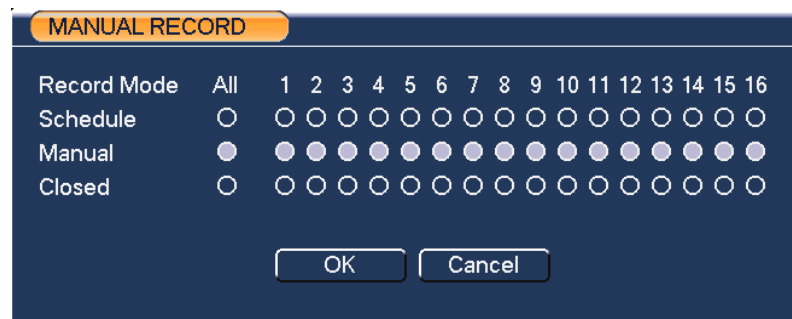 MANUAL RECORD
Record Mode All 1 2 3 4 5 6 7 8 9 10 11 12 13 14 15 16
Schedule
Manual
Closed
OK Cancel